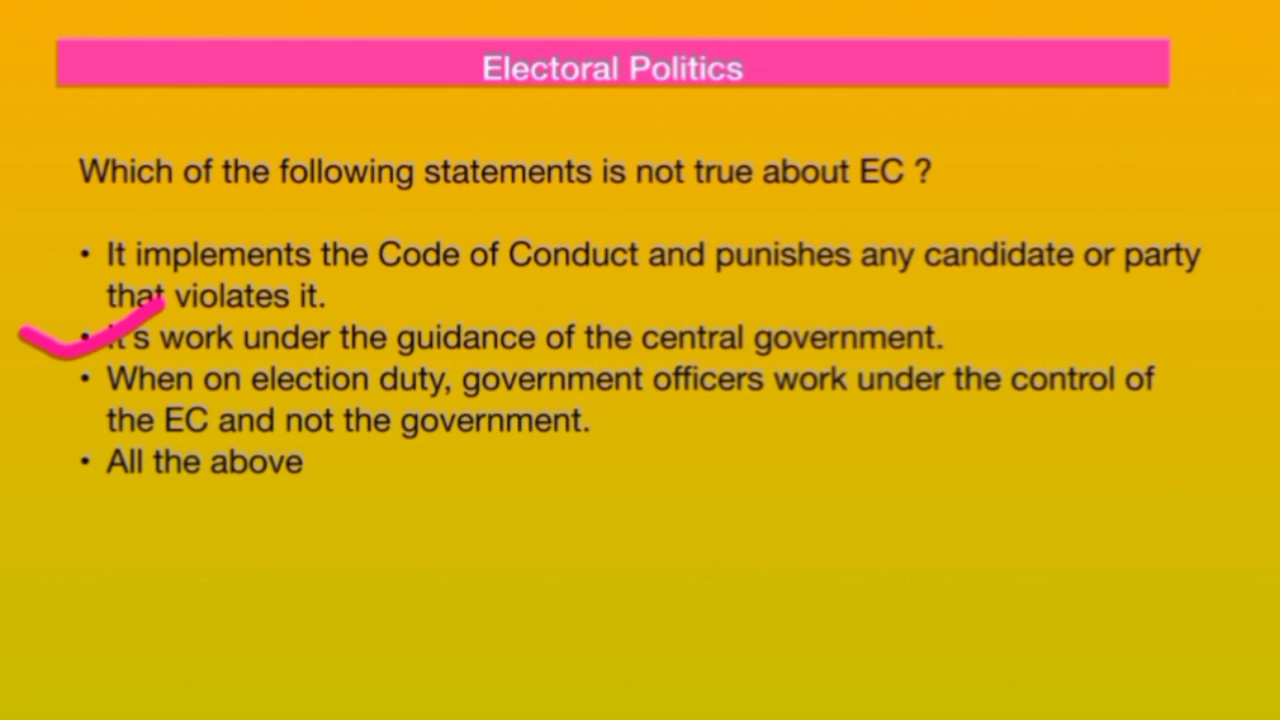 Electoral Politics
Which of the following statements is not true about EC ?
• It implements the Code of Conduct and punishes any candidate or party
that violates it.
• It's work under the guidance of the central government.
• When on election duty, government officers work under the control of
the EC and not the government.
• All the above